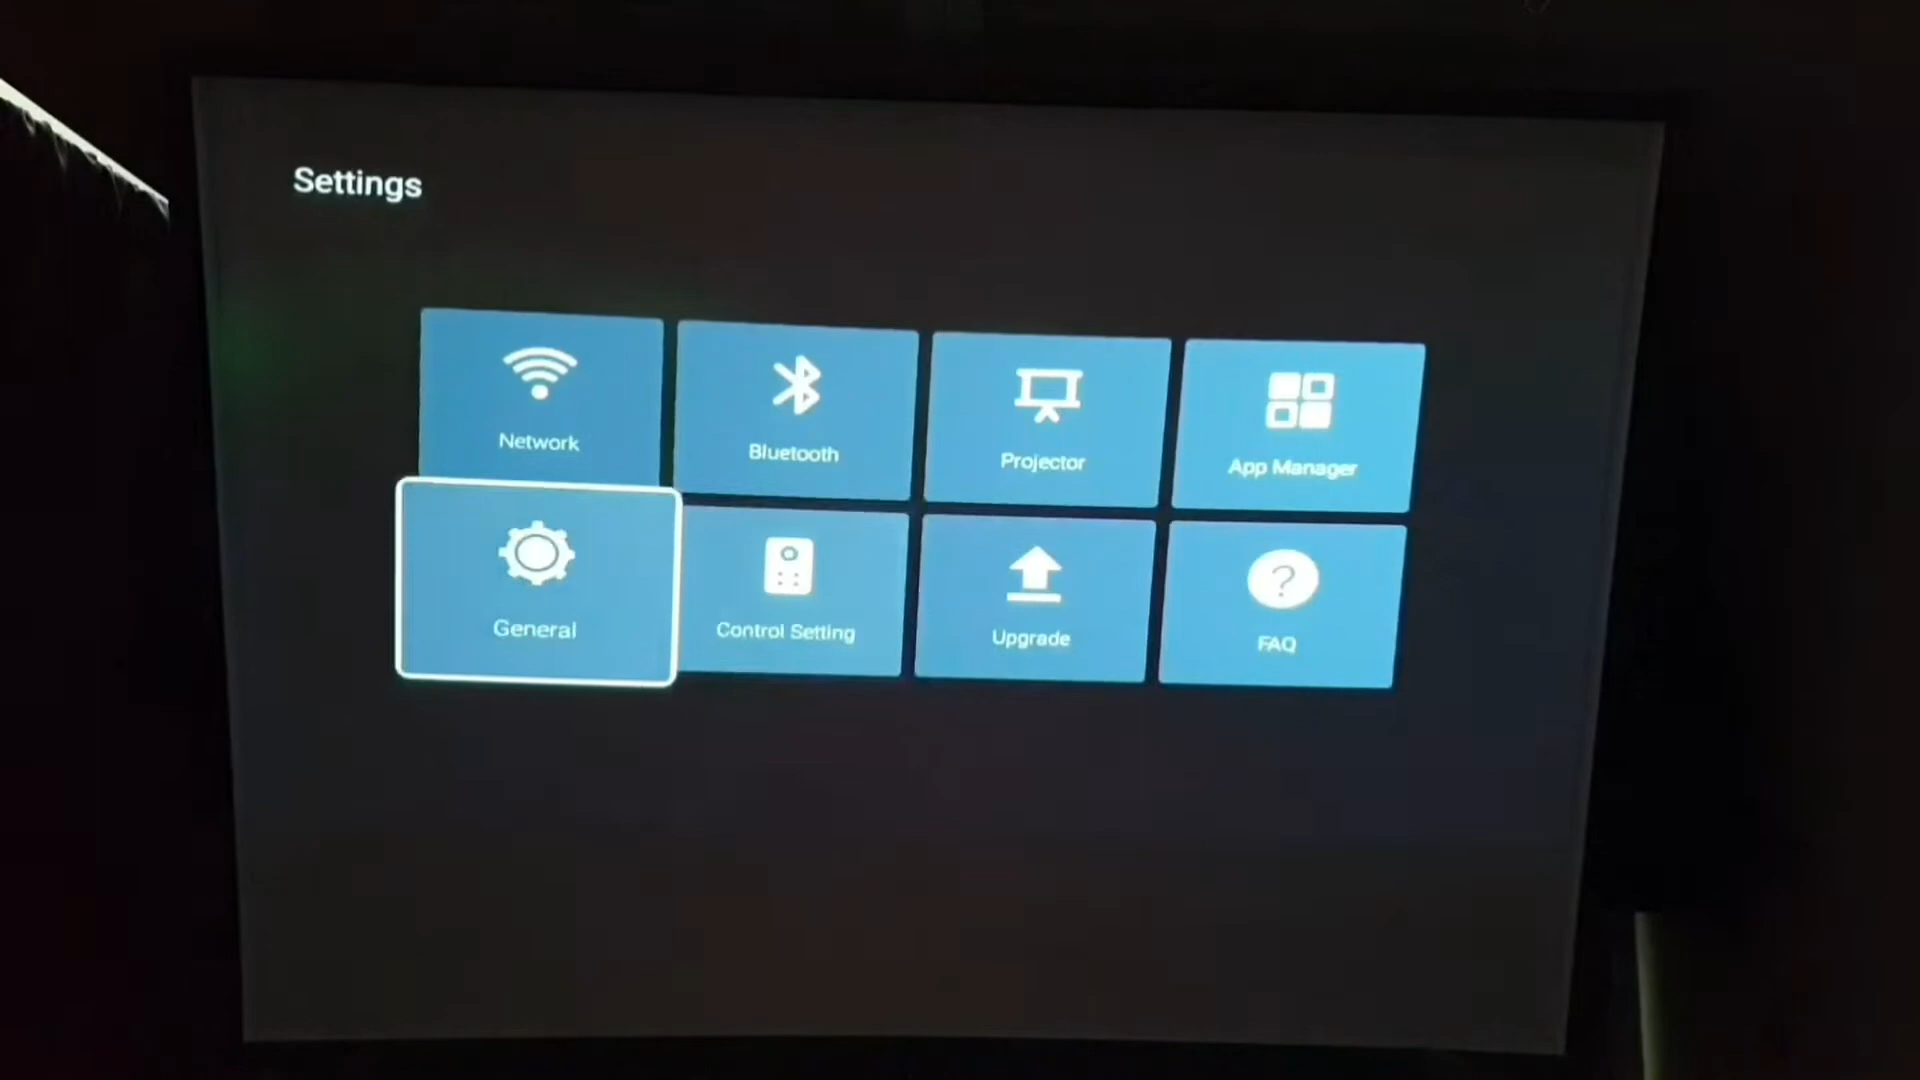 Settings
Network
Bluetooth
Projector
App Manager
General
Control Setting
Upgrade
FAQ